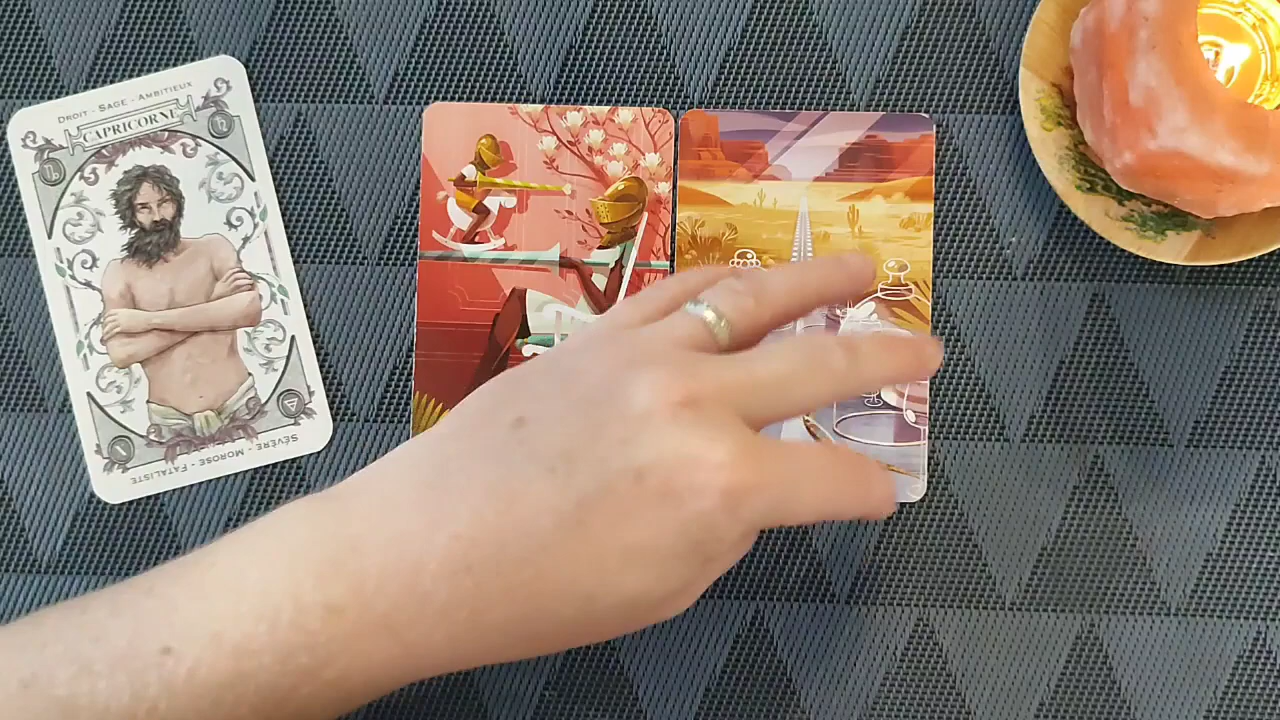 DROIT - SAGE - AMBITIEUX
CAPRICORNE
SÉVÈRE - MOROSE - FATALISTE